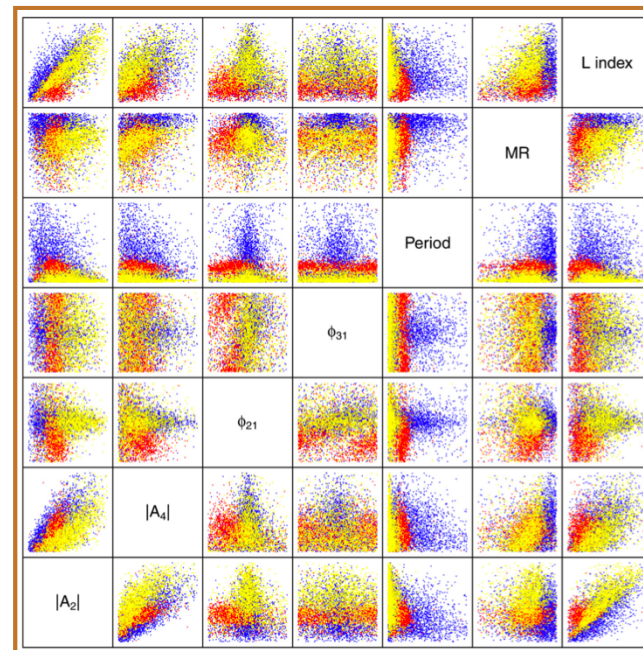 L index
MR
Period
ϕ₃₁
ϕ₂₁
|A₄|
|A₂|